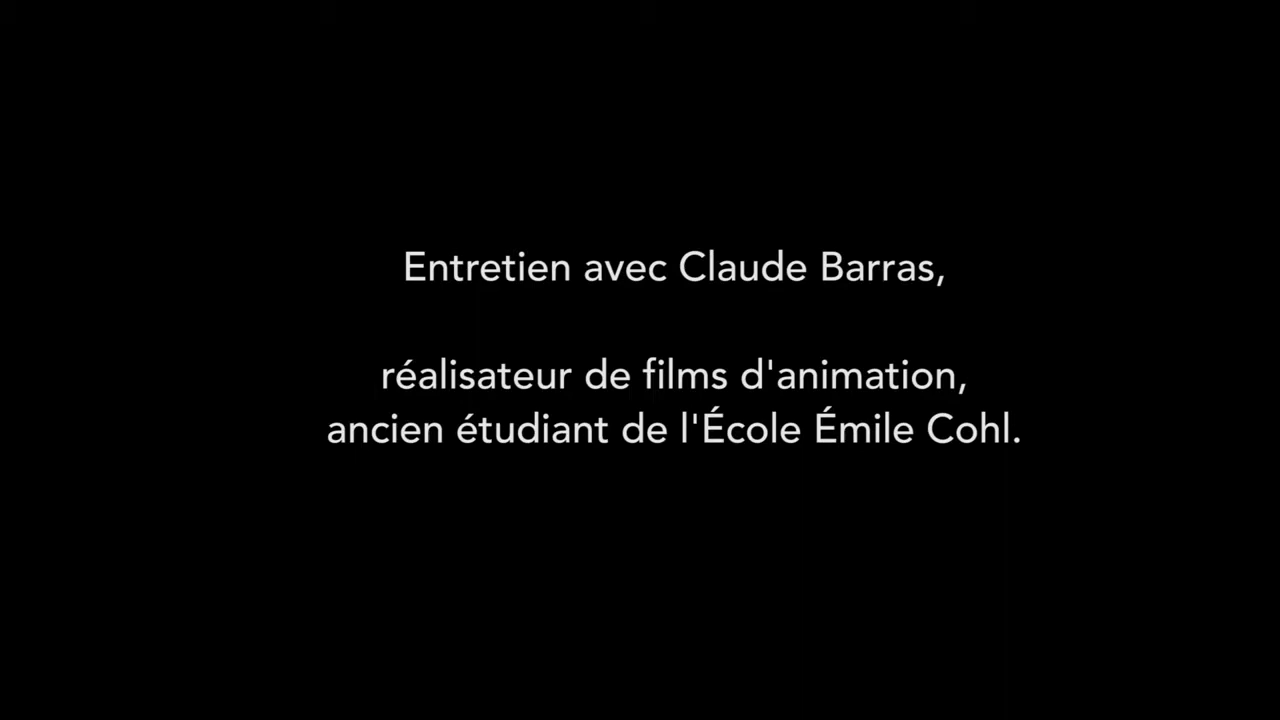 Entretien avec Claude Barras,
réalisateur de films d'animation,
ancien étudiant de l'École Émile Cohl.